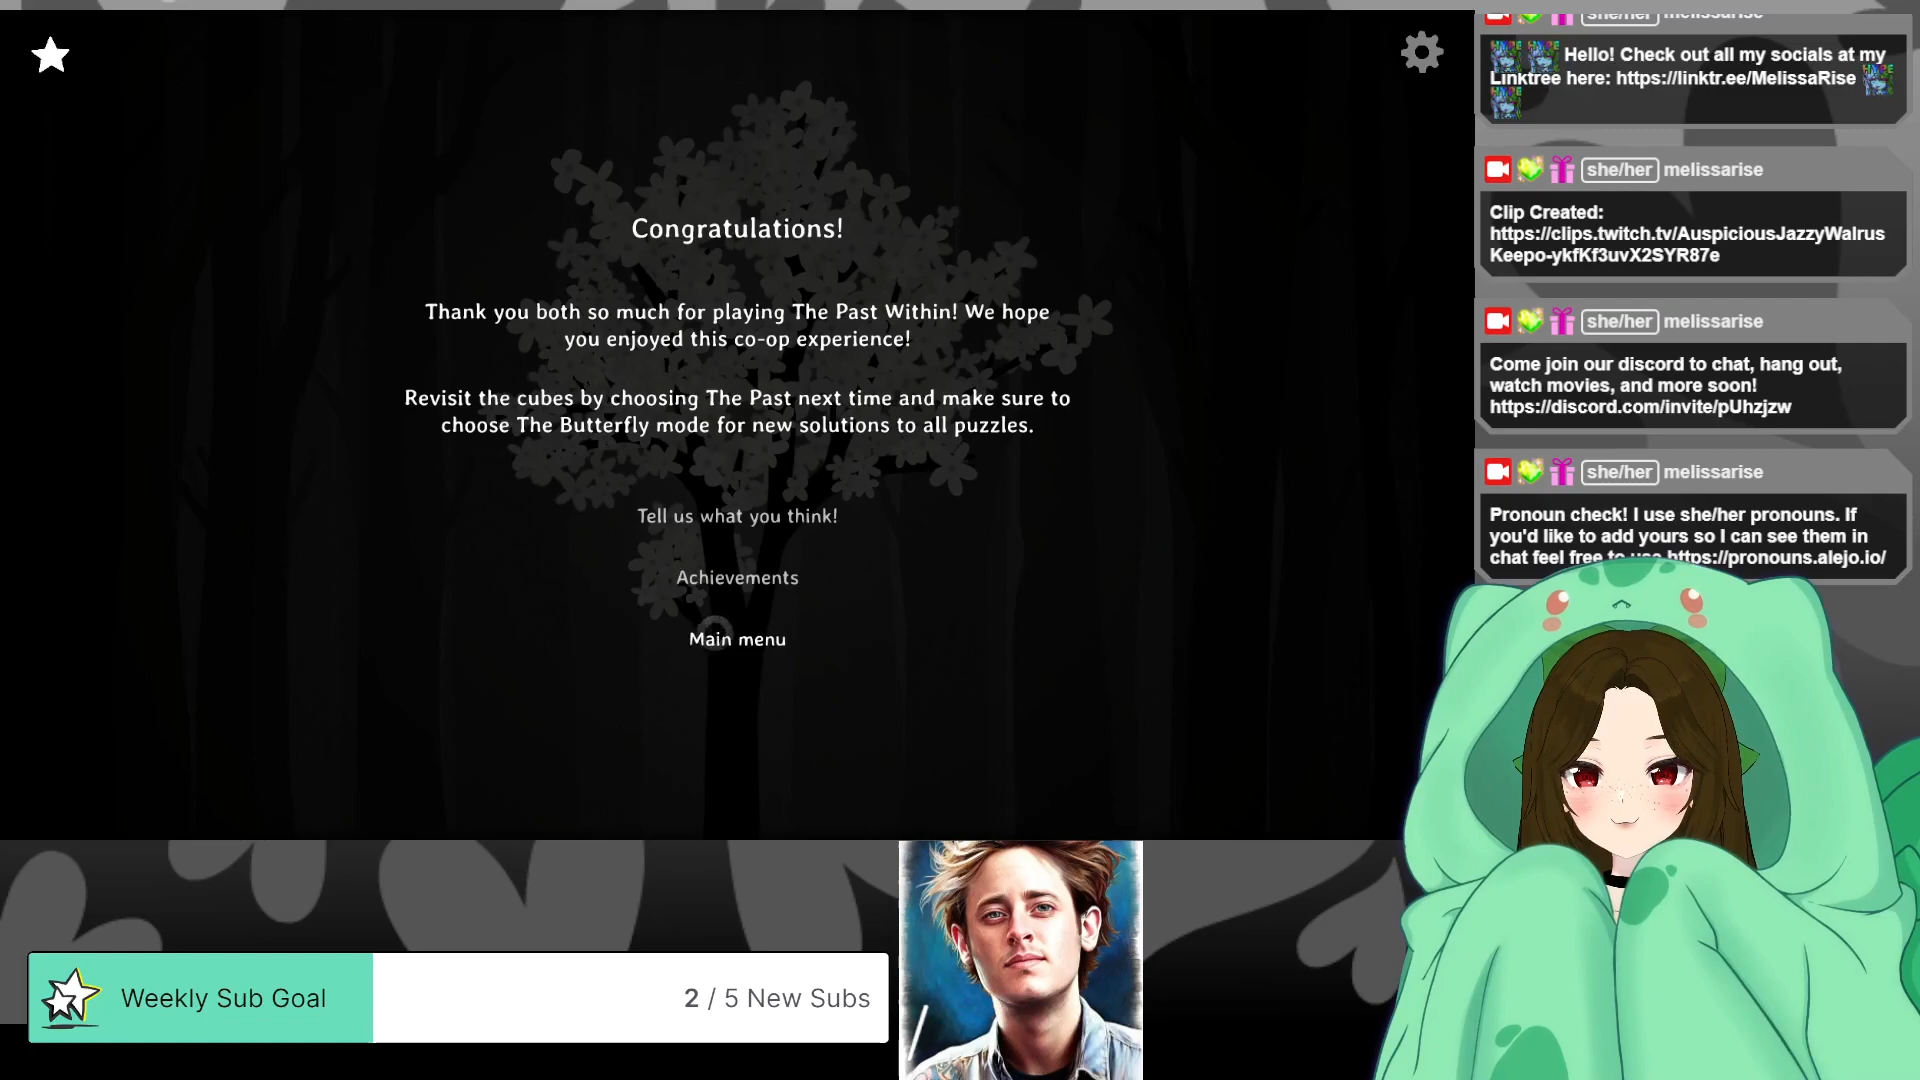 Congratulations!
Thank you both so much for playing The Past Within! We hope
you enjoyed this co-op experience!
Revisit the cubes by choosing The Past next time and make sure to
choose The Butterfly mode for new solutions to all puzzles.
Tell us what you think!
Achievements
Main menu
Weekly Sub Goal
2 / 5 New Subs
she/her melissarise
Hello! Check out all my socials at my
Linktree here: https://linktr.ee/MelissaRise
she/her melissarise
Clip Created:
https://clips.twitch.tv/AuspiciousJazzyWalrus
Keepo-ykfKf3uvX2SYR87e
she/her melissarise
Come join our discord to chat, hang out,
watch movies, and more soon!
https://discord.com/invite/pUhzjzw
she/her melissarise
Pronoun check! I use she/her pronouns. If
you'd like to add yours so I can see them in
chat feel free to use https://pronouns.alejo.io/